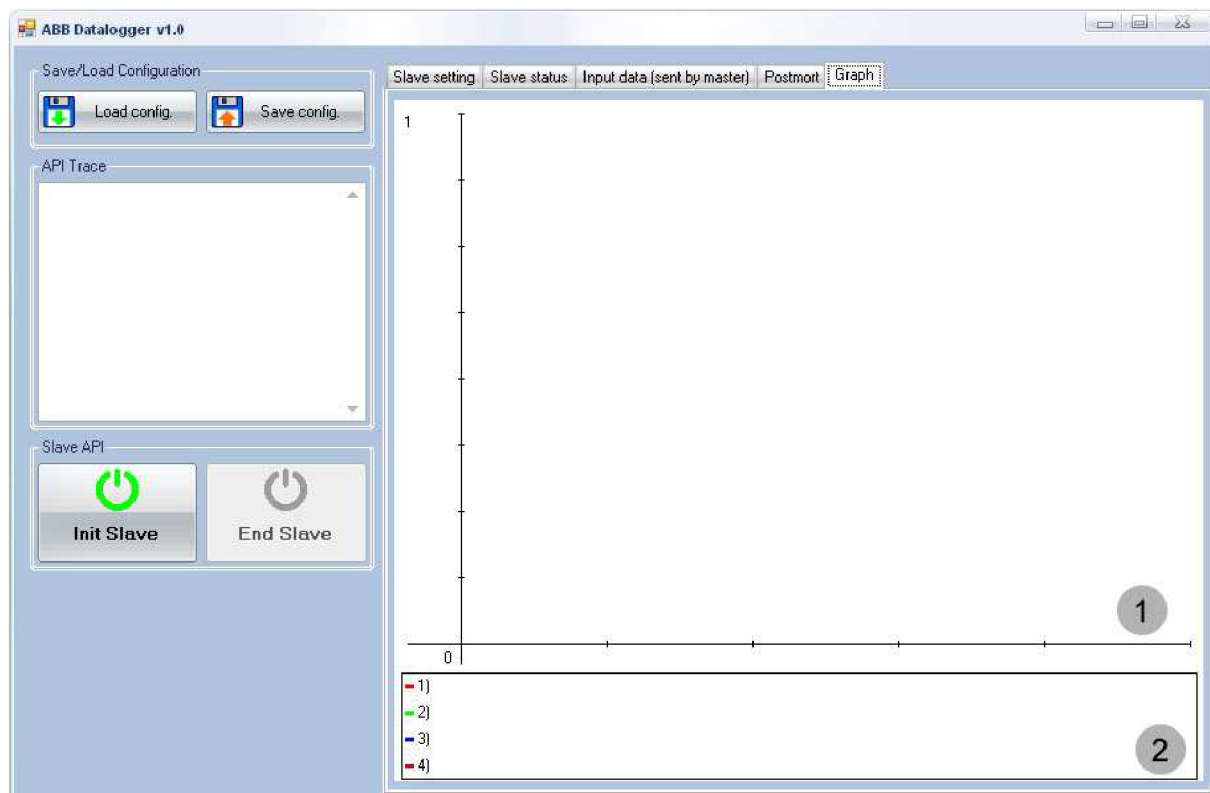 ABB Datalogger v1.0
Save/Load Configuration
Load config.
Save config.
API Trace
Slave API
Init Slave
End Slave
Slave setting
Slave status
Input data (sent by master)
Postmort
Graph
1
0
1
1)
2)
3)
4)
2